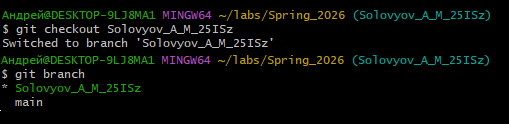 Андрей@DESKTOP-9LJ8MA1 MINGW64 ~/labs/Spring_2026 (Solovyov_A_M_25ISz)
$ git checkout Solovyov_A_M_25ISz
Switched to branch 'Solovyov_A_M_25ISz'
Андрей@DESKTOP-9LJ8MA1 MINGW64 ~/labs/Spring_2026 (Solovyov_A_M_25ISz)
$ git branch
* Solovyov_A_M_25ISz
  main